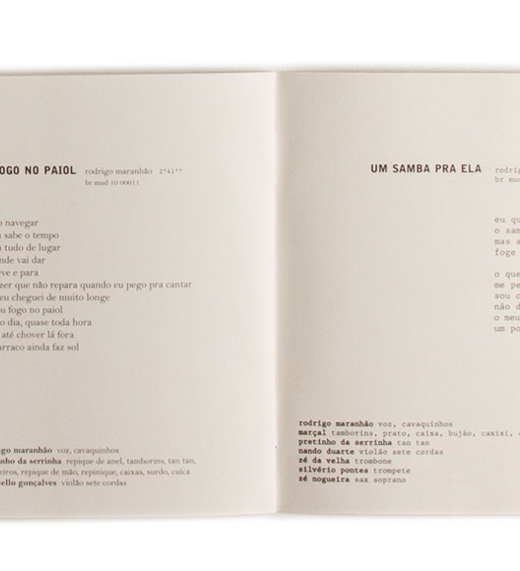 OGO NO PAIOL rodrigo maranhão 2"41""
br mud 10 00011
o navegar
sabe o tempo
tudo de lugar
nde vai dar
eve e para
zer que não repara quando eu pego pra cantar
eu cheguei de muito longe
u fogo no paiol
o dia, quase toda hora
até chover lá fora
arraco ainda faz sol
igo maranhão voz, cavaquinhos
nho da serrinha repique de anel, tamborins, tan tan,
eiros, repique de mão, repinique, caixas, surdo, cuíca
ello gonçalves violão sete cordas
UM SAMBA PRA ELA rodrig
br mu
eu qu
o sam
mas a
foge
o que
me pe
sou c
não d
o meu
um po
rodrigo maranhão voz, cavaquinhos
marçal tamborins, prato, caixa, bujão, caxixi,
pretinho da serrinha tan tan
nando duarte violão sete cordas
zé da velha trombone
silvério pontes trompete
zé nogueira sax soprano